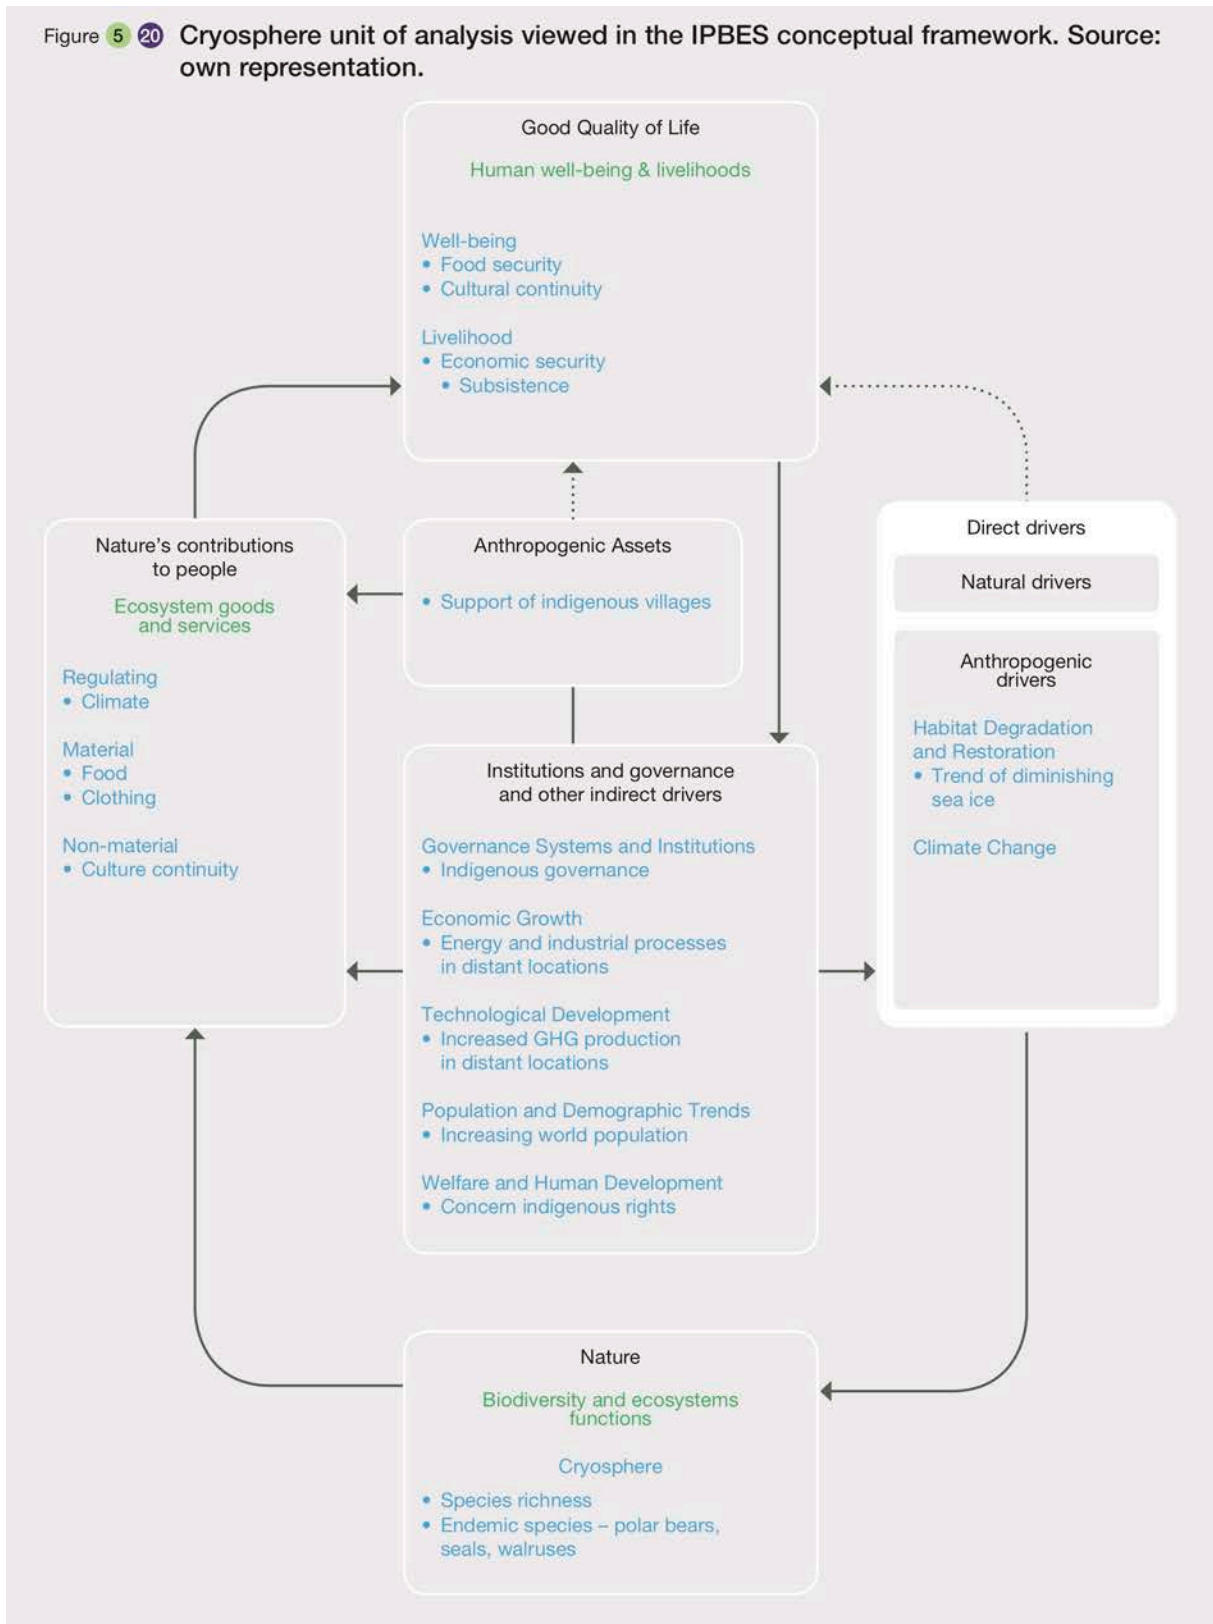 Figure 5 20 Cryosphere unit of analysis viewed in the IPBES conceptual framework. Source:
own representation.
Good Quality of Life
Human well-being & livelihoods
Well-being
• Food security
• Cultural continuity
Livelihood
• Economic security
• Subsistence
Nature's contributions
to people
Ecosystem goods
and services
Regulating
• Climate
Material
• Food
• Clothing
Non-material
• Culture continuity
Anthropogenic Assets
• Support of indigenous villages
Institutions and governance
and other indirect drivers
Governance Systems and Institutions
• Indigenous governance
Economic Growth
• Energy and industrial processes
in distant locations
Technological Development
• Increased GHG production
in distant locations
Population and Demographic Trends
• Increasing world population
Welfare and Human Development
• Concern indigenous rights
Direct drivers
Natural drivers
Anthropogenic
drivers
Habitat Degradation
and Restoration
• Trend of diminishing
sea ice
Climate Change
Nature
Biodiversity and ecosystems
functions
Cryosphere
• Species richness
• Endemic species – polar bears,
seals, walruses